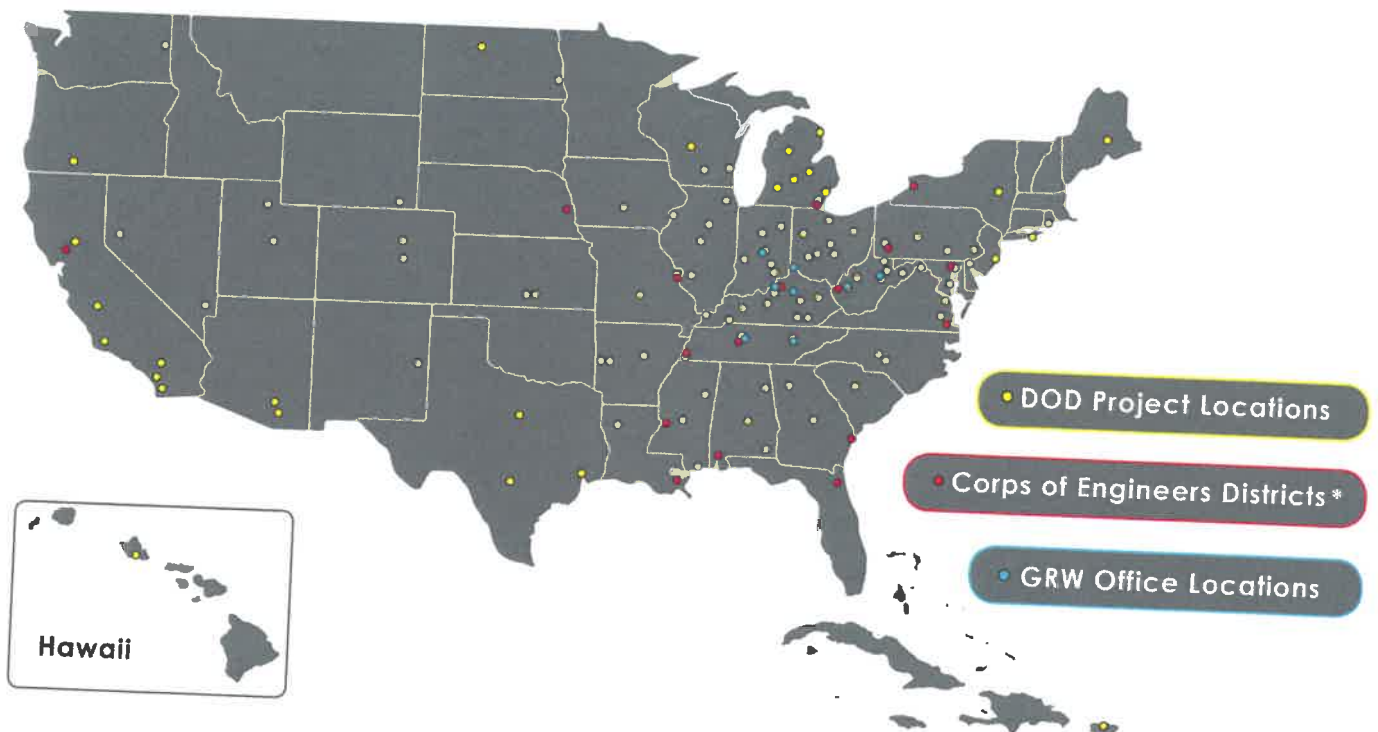 DOD Project Locations
Corps of Engineers Districts*
GRW Office Locations
Hawaii